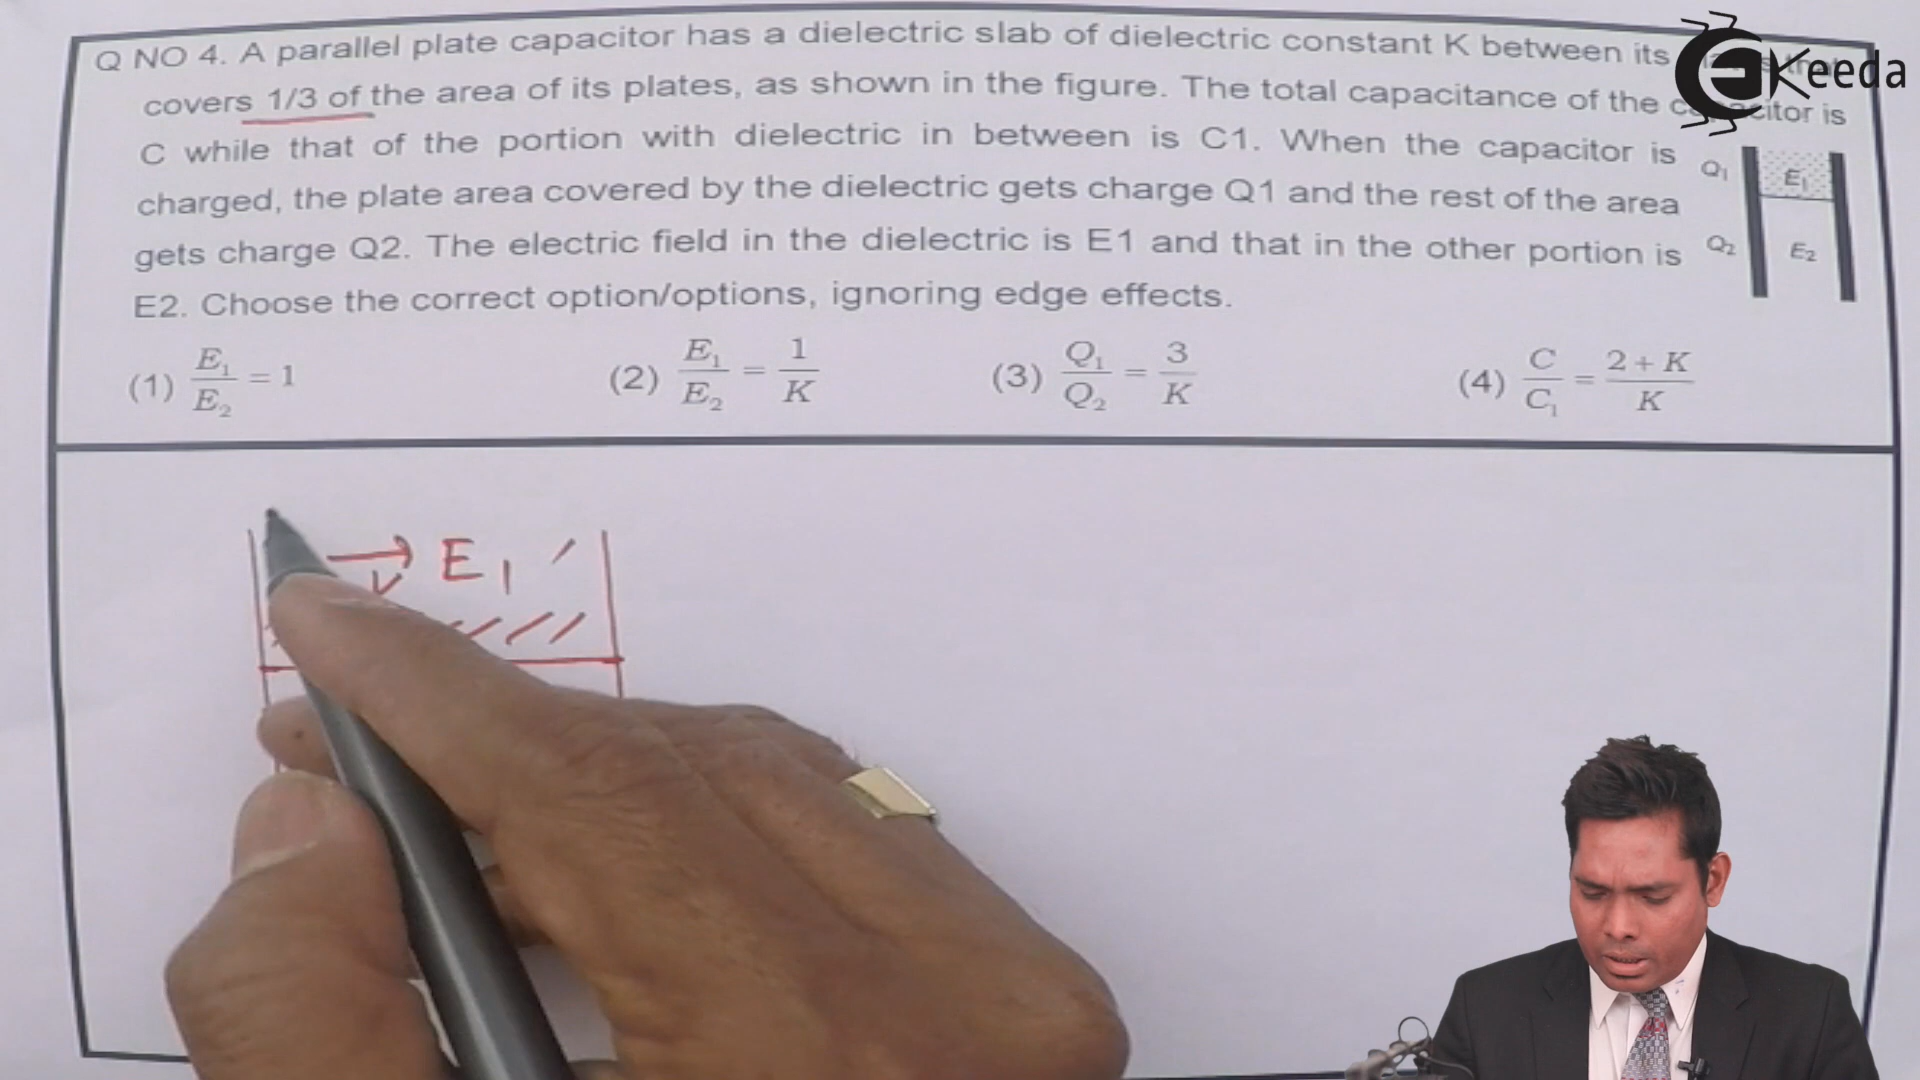 Q NO 4. A parallel plate capacitor has a dielectric slab of dielectric constant K between its
covers 1/3 of the area of its plates, as shown in the figure. The total capacitance of the capacitor is
C while that of the portion with dielectric in between is C1. When the capacitor is
charged, the plate area covered by the dielectric gets charge Q1 and the rest of the area
gets charge Q2. The electric field in the dielectric is E1 and that in the other portion is
E2. Choose the correct option/options, ignoring edge effects.
(1) E₁/E₂ = 1 (2) E₁/E₂ = 1/K (3) Q₁/Q₂ = 3/K (4) C/C₁ = (2 + K)/K
Q₁ E₁
Q₂ E₂
E₁
EKeeda